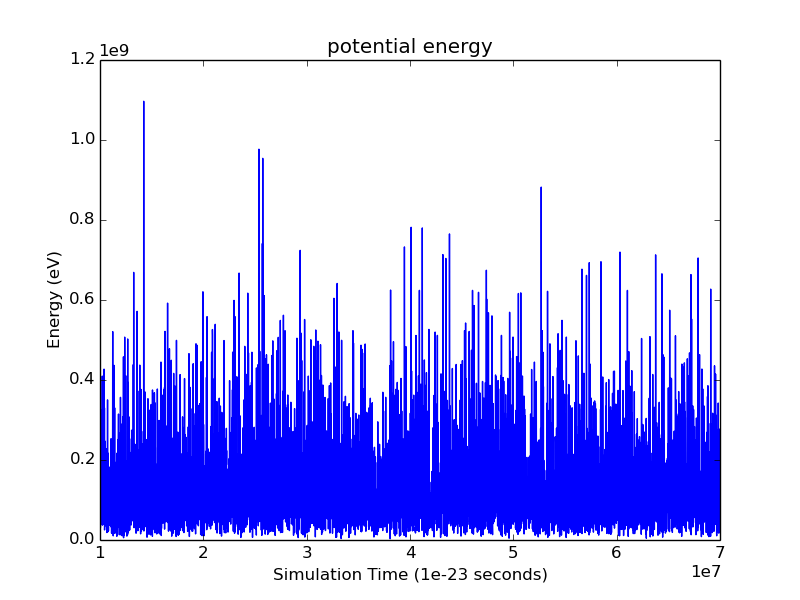 potential energy
1e9
1.2
1.0
0.8
0.6
0.4
0.2
0.0
Energy (eV)
1 2 3 4 5 6 7
1e7
Simulation Time (1e-23 seconds)